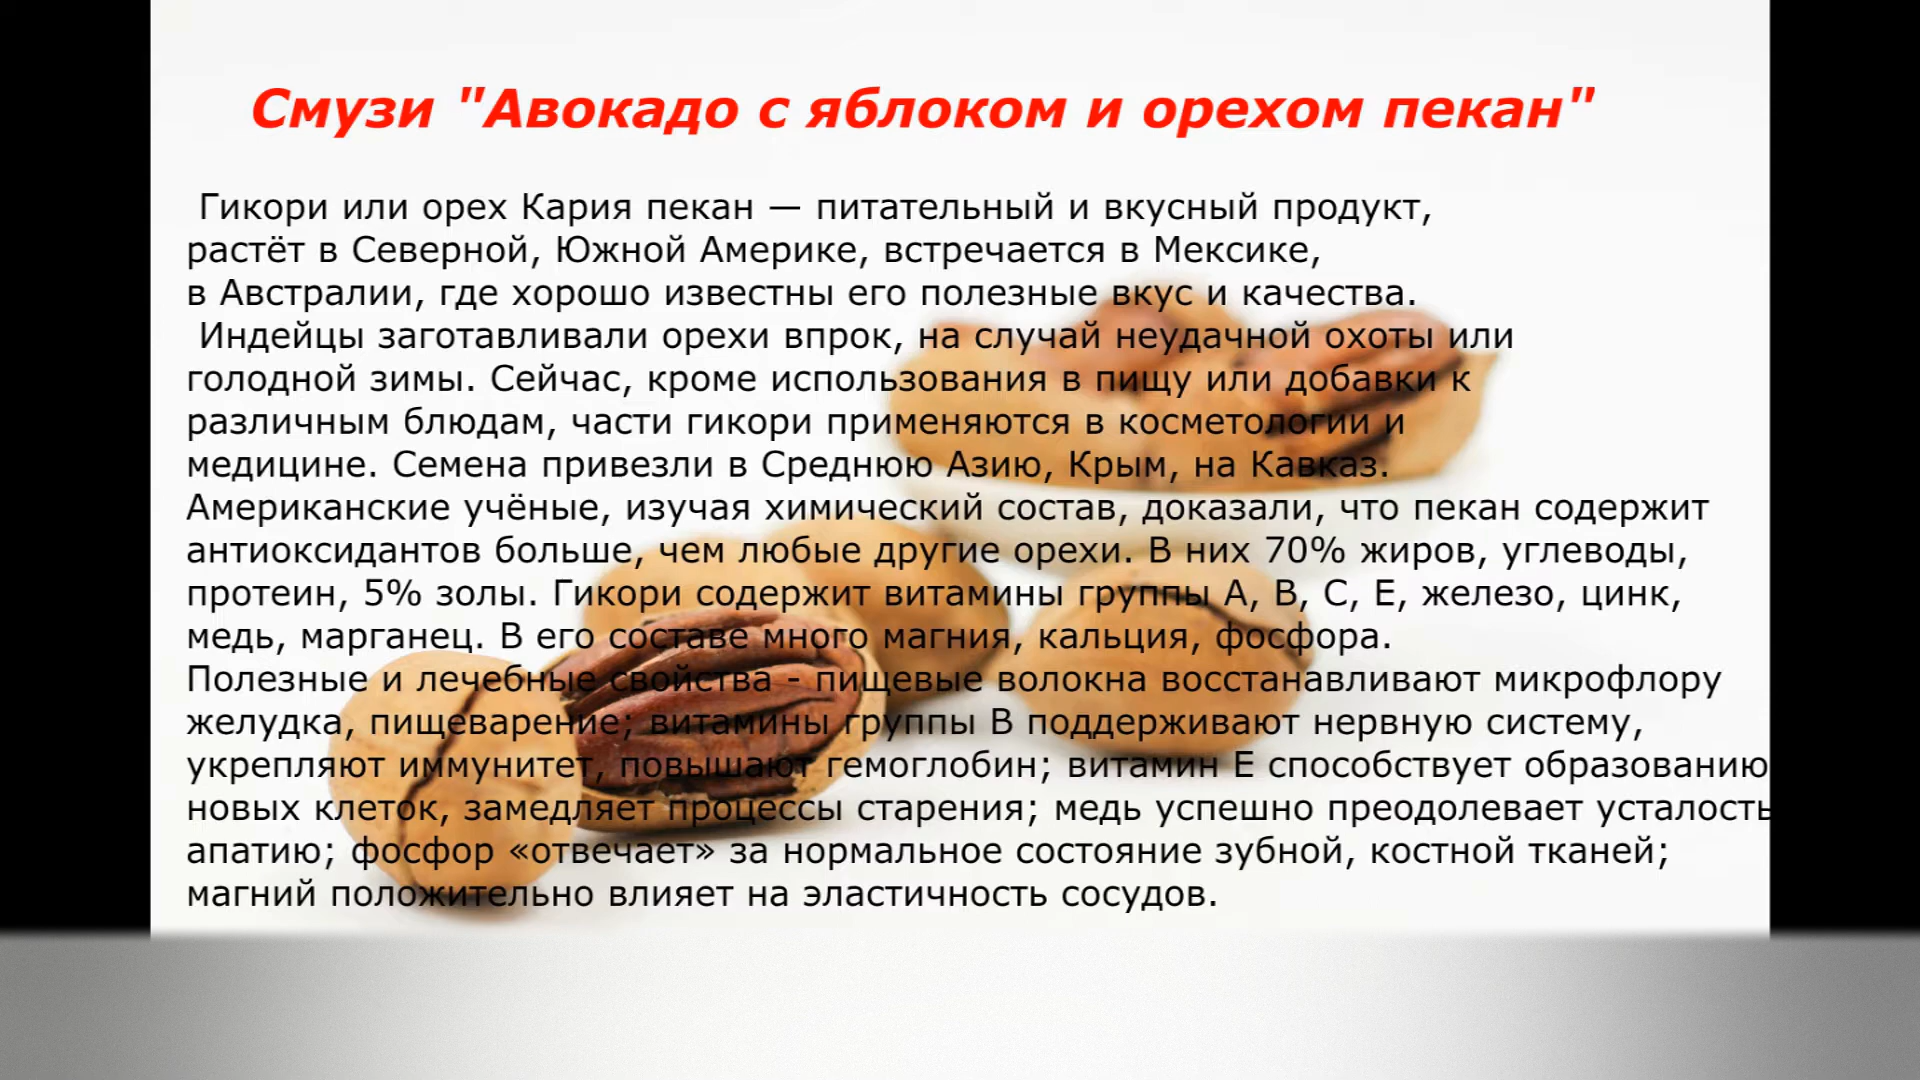 Смузи "Авокадо с яблоком и орехом пекан"
Гикори или орех Кария пекан — питательный и вкусный продукт,
растёт в Северной, Южной Америке, встречается в Мексике,
в Австралии, где хорошо известны его полезные вкус и качества.
Индейцы заготавливали орехи впрок, на случай неудачной охоты или
голодной зимы. Сейчас, кроме использования в пищу или добавки к
различным блюдам, части гикори применяются в косметологии и
медицине. Семена привезли в Среднюю Азию, Крым, на Кавказ.
Американские учёные, изучая химический состав, доказали, что пекан содержит
антиоксидантов больше, чем любые другие орехи. В них 70% жиров, углеводы,
протеин, 5% золы. Гикори содержит витамины группы А, В, С, Е, железо, цинк,
медь, марганец. В его составе много магния, кальция, фосфора.
Полезные и лечебные свойства - пищевые волокна восстанавливают микрофлору
желудка, пищеварение; витамины группы В поддерживают нервную систему,
укрепляют иммунитет, повышают гемоглобин; витамин Е способствует образованию
новых клеток, замедляет процессы старения; медь успешно преодолевает усталость
апатию; фосфор «отвечает» за нормальное состояние зубной, костной тканей;
магний положительно влияет на эластичность сосудов.